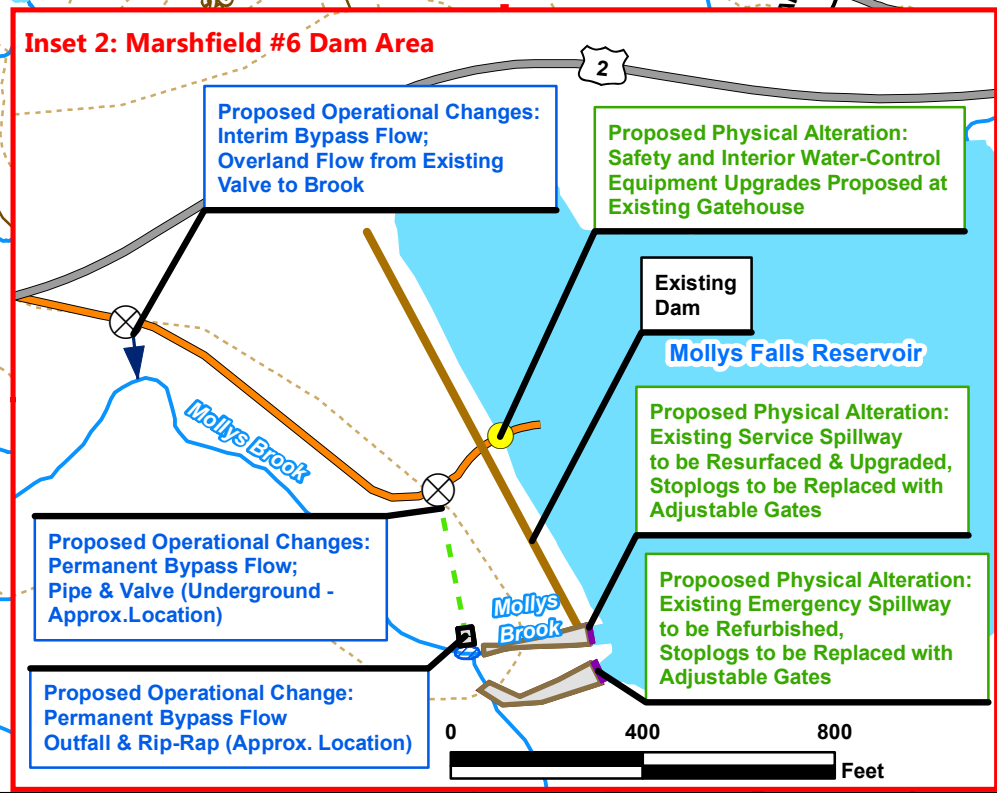 Inset 2: Marshfield #6 Dam Area
2
Proposed Operational Changes:
Interim Bypass Flow;
Overland Flow from Existing
Valve to Brook
Proposed Physical Alteration:
Safety and Interior Water-Control
Equipment Upgrades Proposed at
Existing Gatehouse
Existing
Dam
Mollys Falls Reservoir
Proposed Physical Alteration:
Existing Service Spillway
to be Resurfaced & Upgraded,
Stoplogs to be Replaced with
Adjustable Gates
Mollys Brook
Proposed Operational Changes:
Permanent Bypass Flow;
Pipe & Valve (Underground -
Approx.Location)
Mollys
Brook
Propoosed Physical Alteration:
Existing Emergency Spillway
to be Refurbished,
Stoplogs to be Replaced with
Adjustable Gates
Proposed Operational Change:
Permanent Bypass Flow
Outfall & Rip-Rap (Approx. Location)
0 400 800
Feet